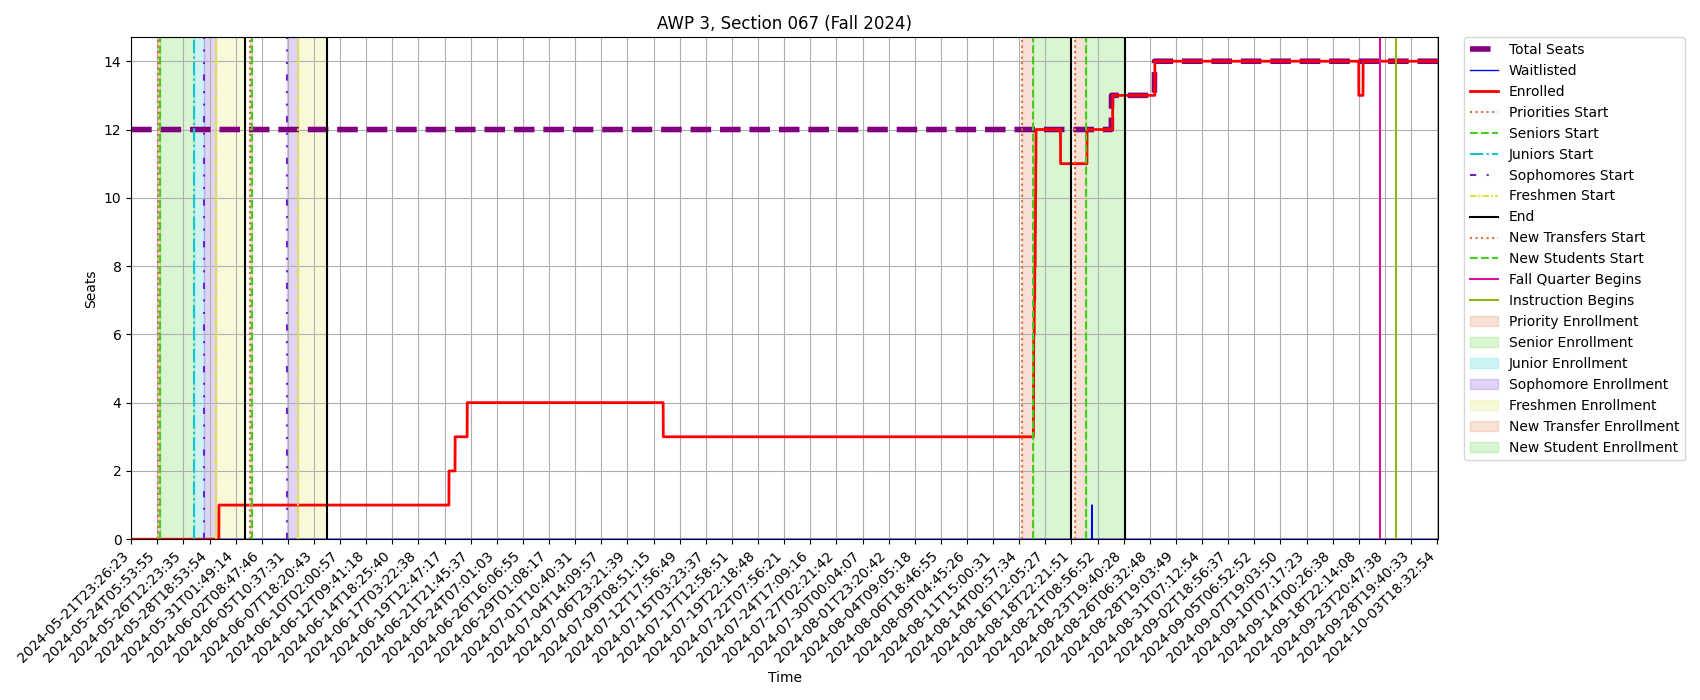 AWP 3, Section 067 (Fall 2024)
Seats
14
12
10
8
6
4
2
0
2024-05-21T23:26:23
2024-05-24T05:53:55
2024-05-26T12:23:35
2024-05-28T18:53:54
2024-05-31T01:49:14
2024-06-02T08:47:46
2024-06-05T10:37:31
2024-06-07T18:20:43
2024-06-10T02:00:57
2024-06-12T09:41:18
2024-06-14T18:25:40
2024-06-17T03:22:38
2024-06-19T12:47:17
2024-06-21T21:45:37
2024-06-24T07:01:03
2024-06-26T16:06:55
2024-06-29T01:08:17
2024-07-01T10:40:31
2024-07-04T14:09:57
2024-07-06T23:21:39
2024-07-09T08:51:15
2024-07-12T17:56:49
2024-07-15T03:23:37
2024-07-17T12:58:51
2024-07-19T22:18:48
2024-07-22T07:56:21
2024-07-24T17:09:16
2024-07-27T02:21:42
2024-07-30T00:04:07
2024-08-01T23:20:42
2024-08-04T09:05:18
2024-08-06T18:46:55
2024-08-09T04:45:26
2024-08-11T15:00:31
2024-08-14T00:57:34
2024-08-16T12:05:27
2024-08-18T22:21:51
2024-08-21T08:56:52
2024-08-23T19:40:28
2024-08-26T06:32:48
2024-08-28T19:03:49
2024-08-31T07:12:54
2024-09-02T18:56:37
2024-09-05T06:52:52
2024-09-07T19:03:50
2024-09-10T07:17:23
2024-09-14T00:26:38
2024-09-18T22:14:08
2024-09-23T20:47:38
2024-09-28T19:40:33
2024-10-03T18:32:54
Time
Total Seats
Waitlisted
Enrolled
Priorities Start
Seniors Start
Juniors Start
Sophomores Start
Freshmen Start
End
New Transfers Start
New Students Start
Fall Quarter Begins
Instruction Begins
Priority Enrollment
Senior Enrollment
Junior Enrollment
Sophomore Enrollment
Freshmen Enrollment
New Transfer Enrollment
New Student Enrollment